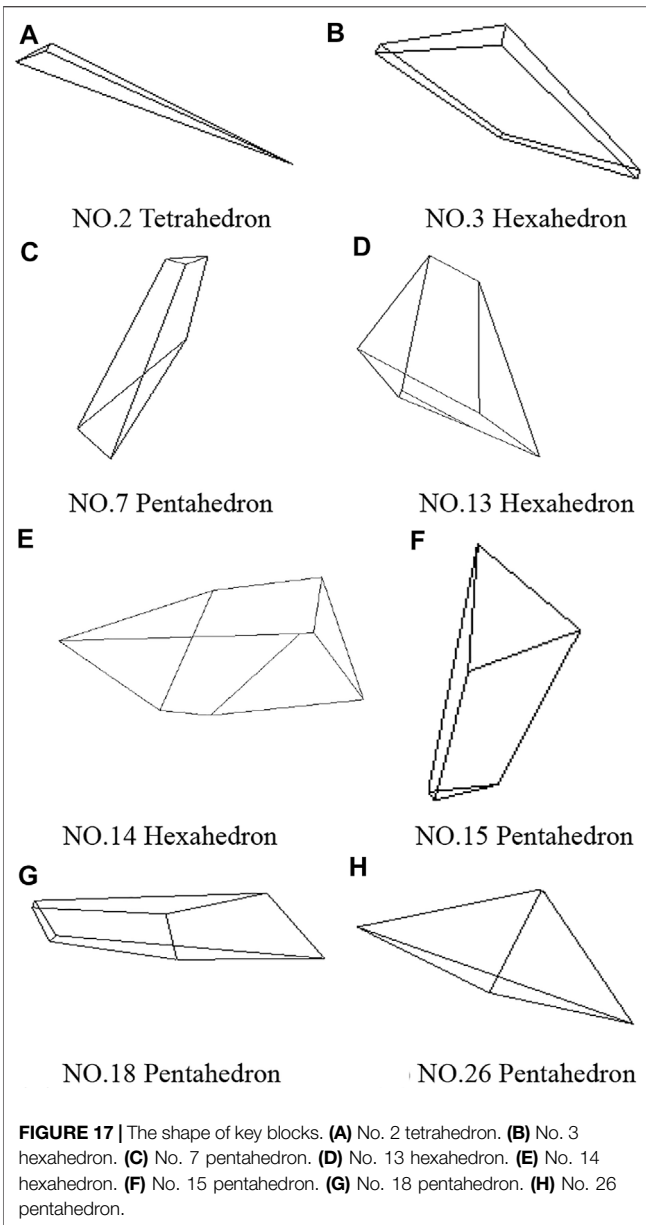 A
B
NO.2 Tetrahedron
NO.3 Hexahedron
C
D
NO.7 Pentahedron
NO.13 Hexahedron
E
F
NO.14 Hexahedron
NO.15 Pentahedron
G
H
NO.18 Pentahedron
NO.26 Pentahedron
FIGURE 17 | The shape of key blocks. (A) No. 2 tetrahedron. (B) No. 3
hexahedron. (C) No. 7 pentahedron. (D) No. 13 hexahedron. (E) No. 14
hexahedron. (F) No. 15 pentahedron. (G) No. 18 pentahedron. (H) No. 26
pentahedron.